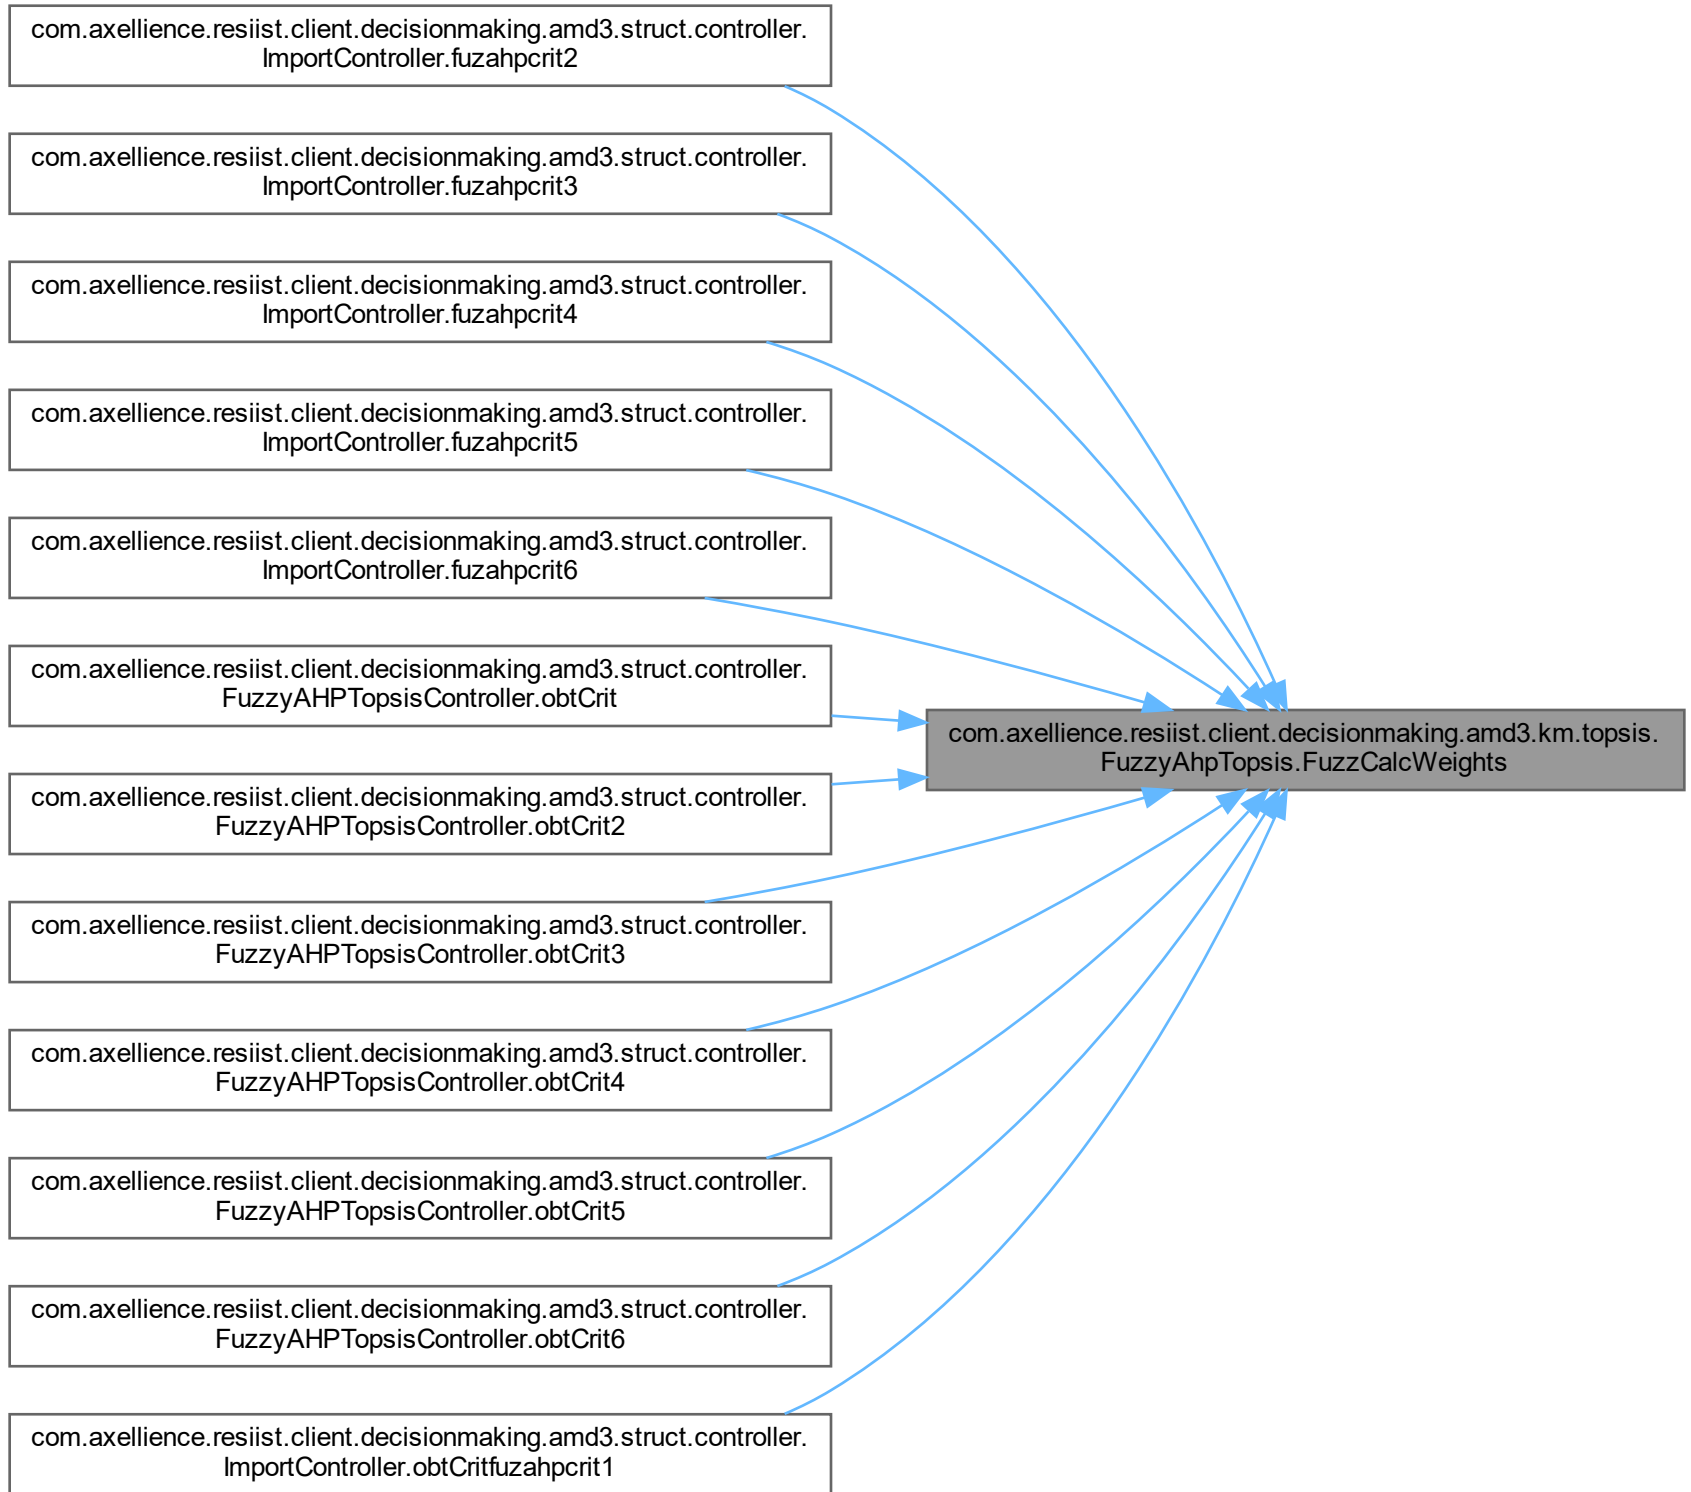 com.axellience.resiist.client.decisionmaking.amd3.struct.controller.
ImportController.fuzahpcrit2
com.axellience.resiist.client.decisionmaking.amd3.struct.controller.
ImportController.fuzahpcrit3
com.axellience.resiist.client.decisionmaking.amd3.struct.controller.
ImportController.fuzahpcrit4
com.axellience.resiist.client.decisionmaking.amd3.struct.controller.
ImportController.fuzahpcrit5
com.axellience.resiist.client.decisionmaking.amd3.struct.controller.
ImportController.fuzahpcrit6
com.axellience.resiist.client.decisionmaking.amd3.struct.controller.
FuzzyAHPTopsisController.obtCrit
com.axellience.resiist.client.decisionmaking.amd3.km.topsis.
FuzzyAhpTopsis.FuzzCalcWeights
com.axellience.resiist.client.decisionmaking.amd3.struct.controller.
FuzzyAHPTopsisController.obtCrit2
com.axellience.resiist.client.decisionmaking.amd3.struct.controller.
FuzzyAHPTopsisController.obtCrit3
com.axellience.resiist.client.decisionmaking.amd3.struct.controller.
FuzzyAHPTopsisController.obtCrit4
com.axellience.resiist.client.decisionmaking.amd3.struct.controller.
FuzzyAHPTopsisController.obtCrit5
com.axellience.resiist.client.decisionmaking.amd3.struct.controller.
FuzzyAHPTopsisController.obtCrit6
com.axellience.resiist.client.decisionmaking.amd3.struct.controller.
ImportController.obtCritfuzahpcrit1